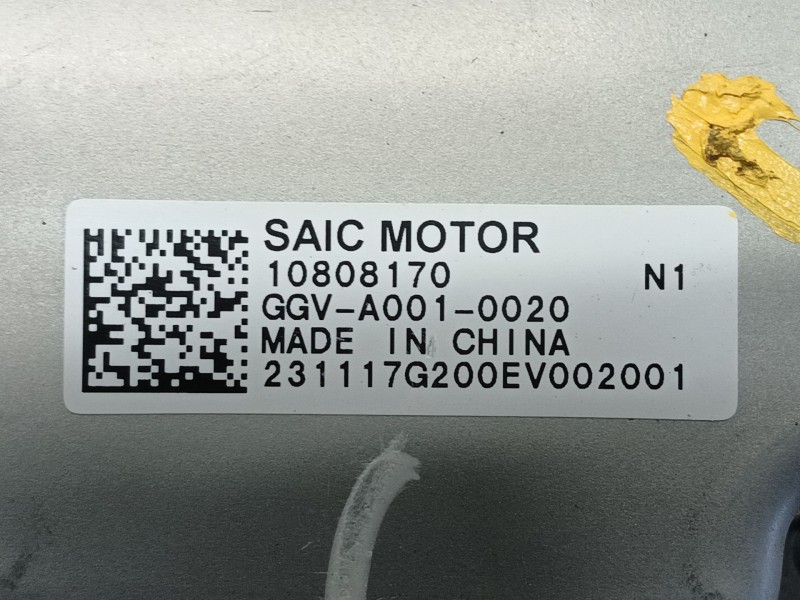 SAIC MOTOR
10808170 N1
GGV-A001-0020
MADE IN CHINA
231117G200EV002001